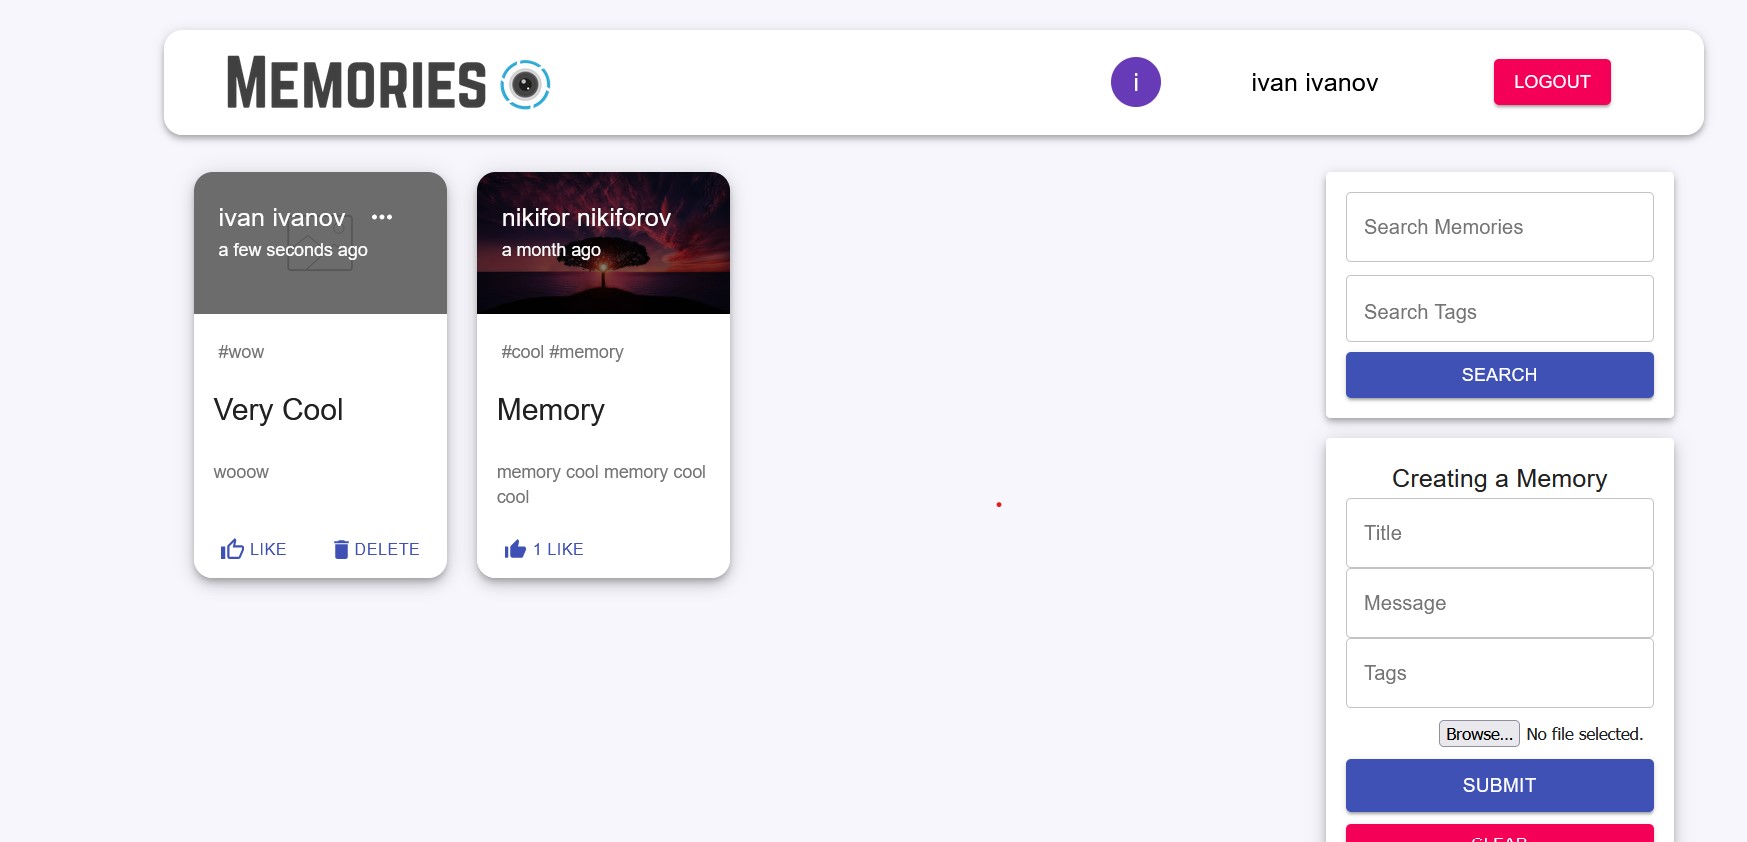 MEMORIES
i
ivan ivanov
LOGOUT
ivan ivanov
a few seconds ago
#wow
Very Cool
wooow
LIKE
DELETE
nikifor nikiforov
a month ago
#cool #memory
Memory
memory cool memory cool
cool
1 LIKE
Search Memories
Search Tags
SEARCH
Creating a Memory
Title
Message
Tags
Browse... No file selected.
SUBMIT
CLEAR